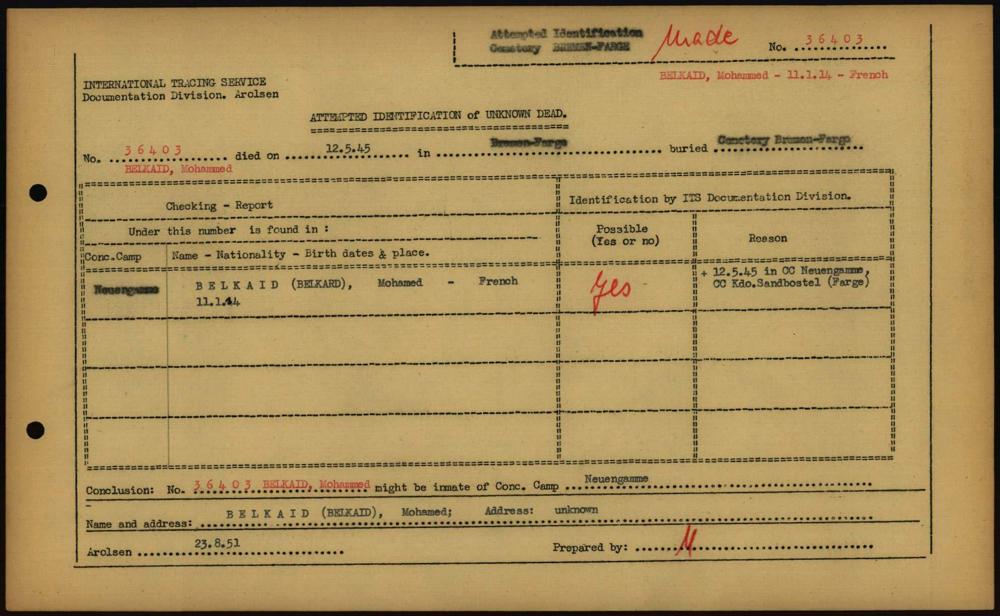 Attempted Identification
Cemetery BREMEN-FARGE
Made
No. 36403
BELKAID, Mohammed - 11.1.14 - French
INTERNATIONAL TRACING SERVICE
Documentation Division. Arolsen
ATTEMPTED IDENTIFICATION of UNKNOWN DEAD.
No. 36403 died on 12.5.45 in Bremen-Farge buried Cemetery Bremen-Farge
BELKAID, Mohammed
Checking - Report
Identification by ITS Documentation Division.
Under this number is found in :
Possible
(Yes or no)
Reason
Conc.Camp
Name - Nationality - Birth dates & place.
Neuengamme
BELKAID (BELKARD), Mohamed - French
11.1.14
Yes
+ 12.5.45 in CC Neuengamme,
CC Kdo.Sandbostel (Farge)
Conclusion: No. 36403 BELKAID, Mohammed might be inmate of Conc. Camp Neuengamme
Name and address: BELKAID (BELKAID), Mohamed; Address: unknown
Arolsen 23.8.51
Prepared by: